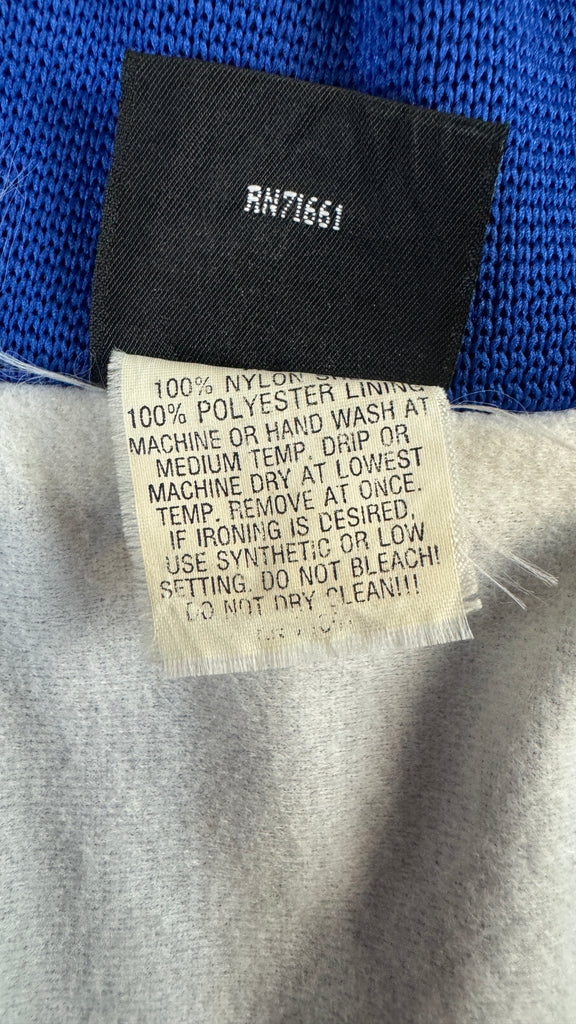 RN71661
100% NYLON
100% POLYESTER LINING
MACHINE OR HAND WASH AT
MEDIUM TEMP. DRIP OR
MACHINE DRY AT LOWEST
TEMP. REMOVE AT ONCE.
IF IRONING IS DESIRED,
USE SYNTHETIC OR LOW
SETTING. DO NOT BLEACH!
DO NOT DRY CLEAN!!!